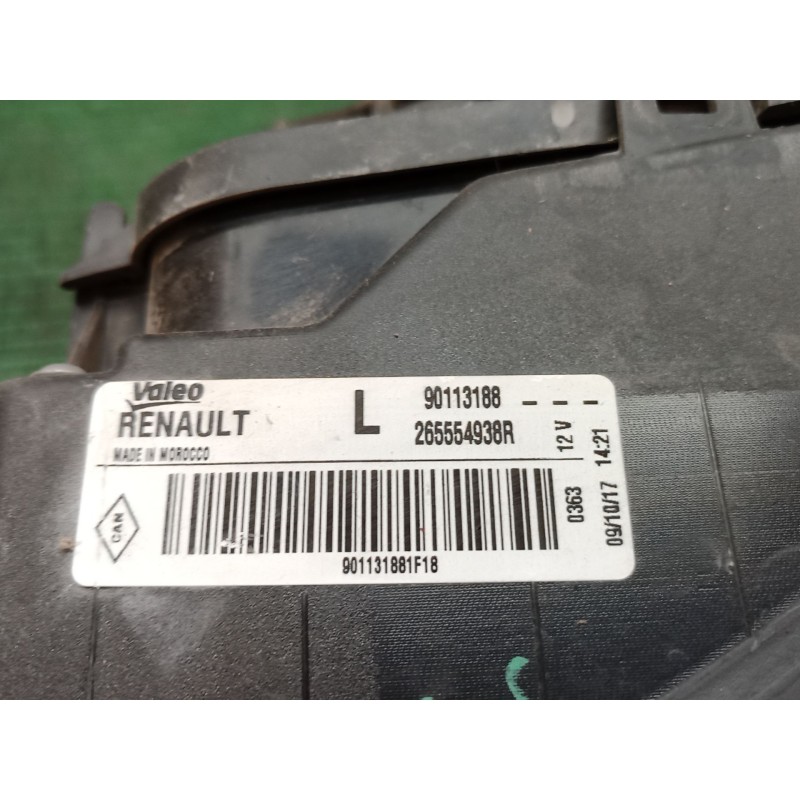 Valeo
RENAULT
MADE IN MOROCCO
L
90113188 - - -
265554938R
12 V
CAN
901131881F18
0363
09/10/17 14:21